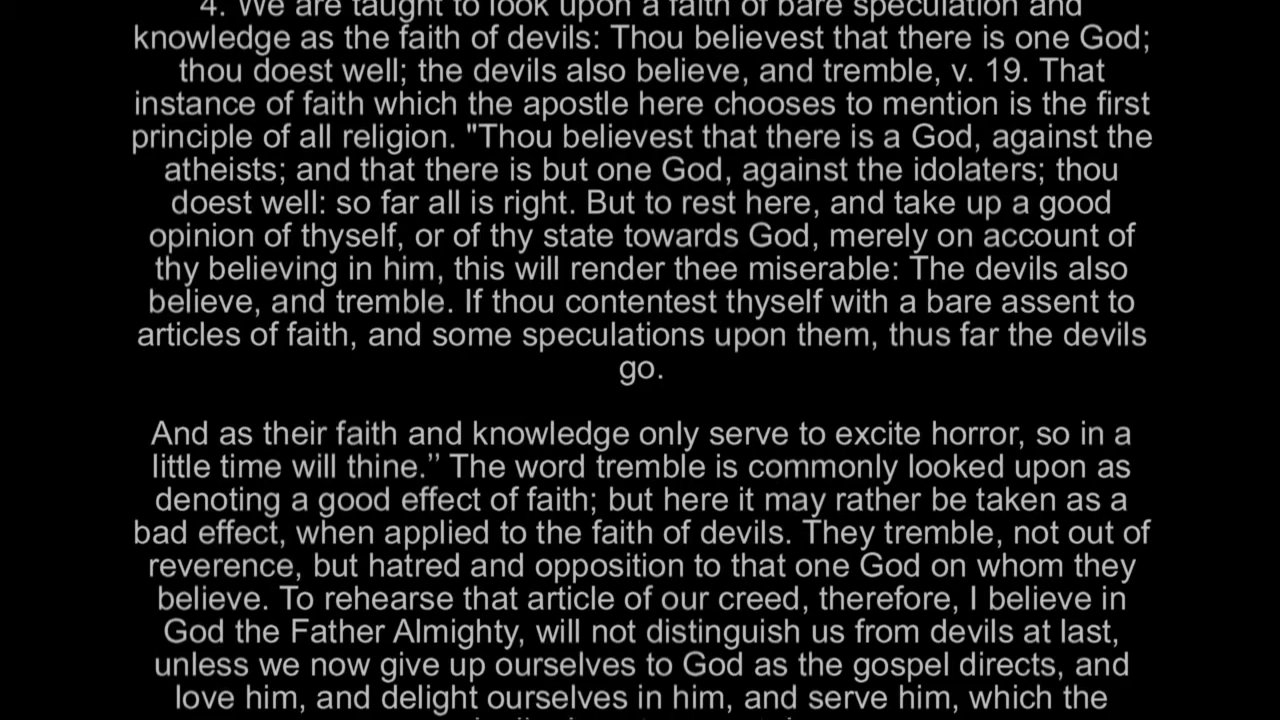 4. We are taught to look upon a faith of bare speculation and
knowledge as the faith of devils: Thou believest that there is one God;
thou doest well; the devils also believe, and tremble, v. 19. That
instance of faith which the apostle here chooses to mention is the first
principle of all religion. "Thou believest that there is a God, against the
atheists; and that there is but one God, against the idolaters; thou
doest well: so far all is right. But to rest here, and take up a good
opinion of thyself, or of thy state towards God, merely on account of
thy believing in him, this will render thee miserable: The devils also
believe, and tremble. If thou contentest thyself with a bare assent to
articles of faith, and some speculations upon them, thus far the devils
go.
And as their faith and knowledge only serve to excite horror, so in a
little time will thine.’’ The word tremble is commonly looked upon as
denoting a good effect of faith; but here it may rather be taken as a
bad effect, when applied to the faith of devils. They tremble, not out of
reverence, but hatred and opposition to that one God on whom they
believe. To rehearse that article of our creed, therefore, I believe in
God the Father Almighty, will not distinguish us from devils at last,
unless we now give up ourselves to God as the gospel directs, and
love him, and delight ourselves in him, and serve him, which the